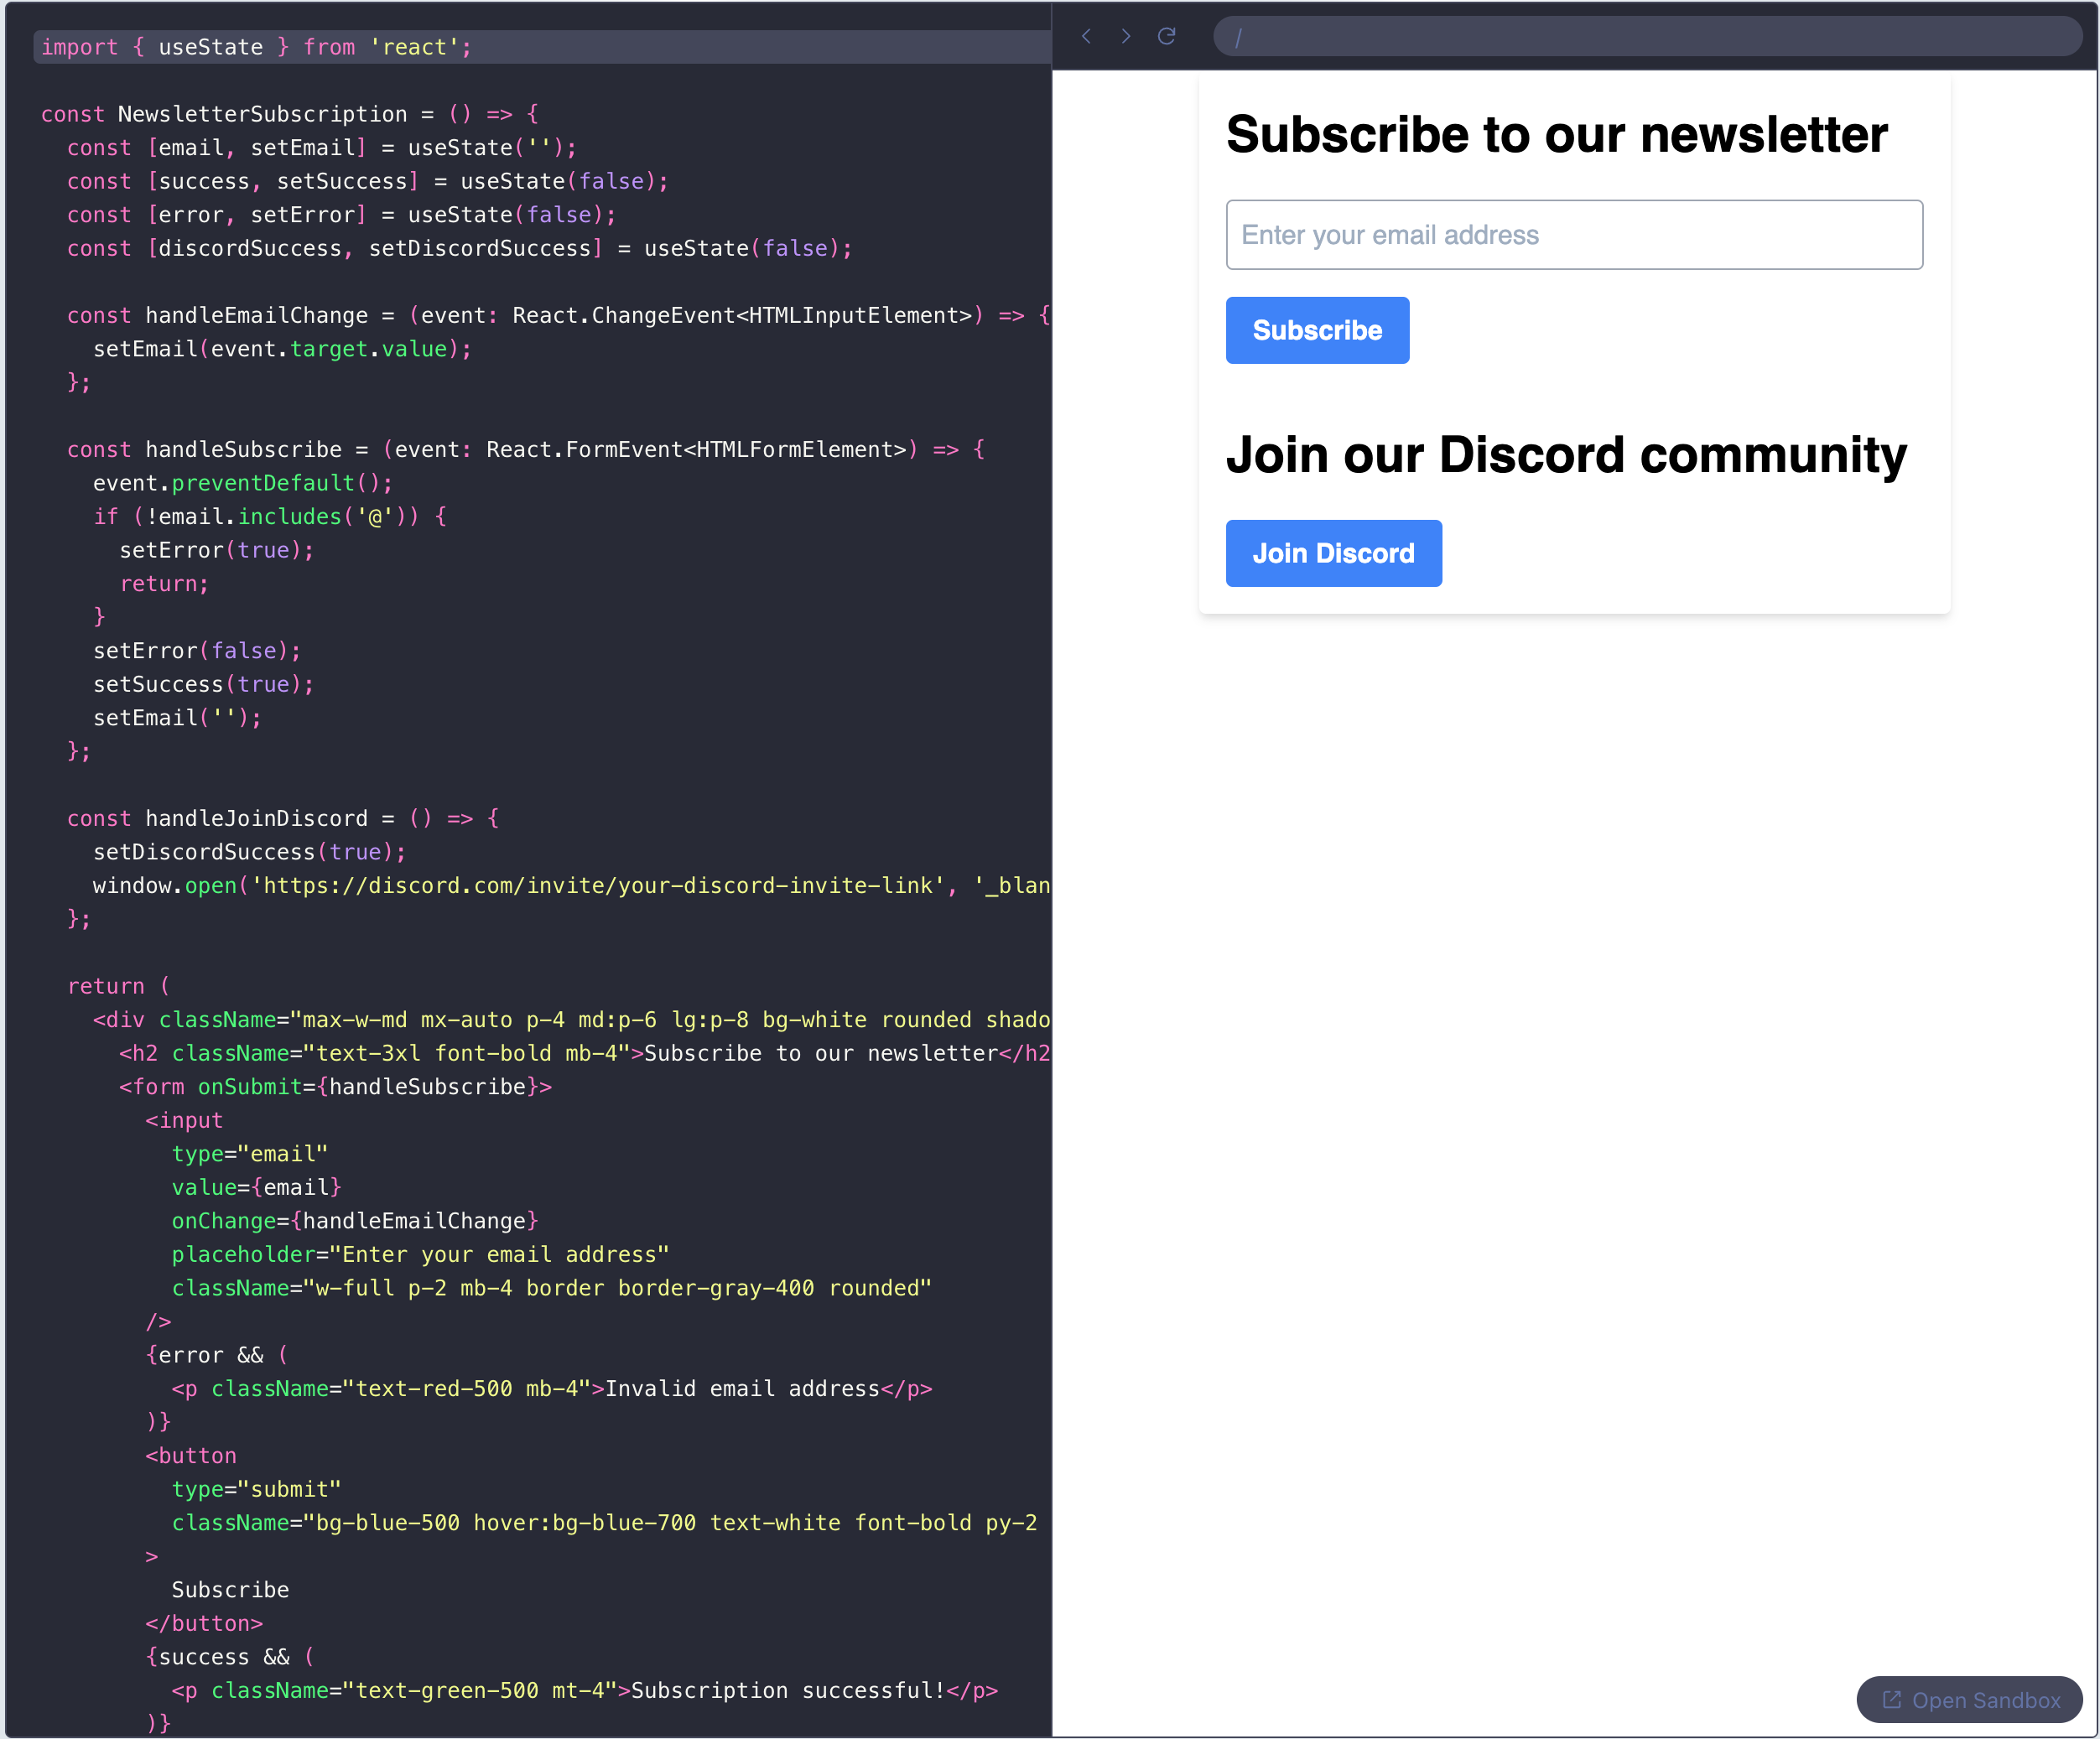 import { useState } from 'react';
const NewsletterSubscription = () => {
  const [email, setEmail] = useState('');
  const [success, setSuccess] = useState(false);
  const [error, setError] = useState(false);
  const [discordSuccess, setDiscordSuccess] = useState(false);
  const handleEmailChange = (event: React.ChangeEvent<HTMLInputElement>) => {
    setEmail(event.target.value);
  };
  const handleSubscribe = (event: React.FormEvent<HTMLFormElement>) => {
    event.preventDefault();
    if (!email.includes('@')) {
      setError(true);
      return;
    }
    setError(false);
    setSuccess(true);
    setEmail('');
  };
  const handleJoinDiscord = () => {
    setDiscordSuccess(true);
    window.open('https://discord.com/invite/your-discord-invite-link', '_blan
  };
  return (
    <div className="max-w-md mx-auto p-4 md:p-6 lg:p-8 bg-white rounded shado
      <h2 className="text-3xl font-bold mb-4">Subscribe to our newsletter</h2
      <form onSubmit={handleSubscribe}>
        <input
          type="email"
          value={email}
          onChange={handleEmailChange}
          placeholder="Enter your email address"
          className="w-full p-2 mb-4 border border-gray-400 rounded"
        />
        {error && (
          <p className="text-red-500 mb-4">Invalid email address</p>
        )}
        <button
          type="submit"
          className="bg-blue-500 hover:bg-blue-700 text-white font-bold py-2
        >
          Subscribe
        </button>
        {success && (
          <p className="text-green-500 mt-4">Subscription successful!</p>
        )}
/
Subscribe to our newsletter
Enter your email address
Subscribe
Join our Discord community
Join Discord
Open Sandbox